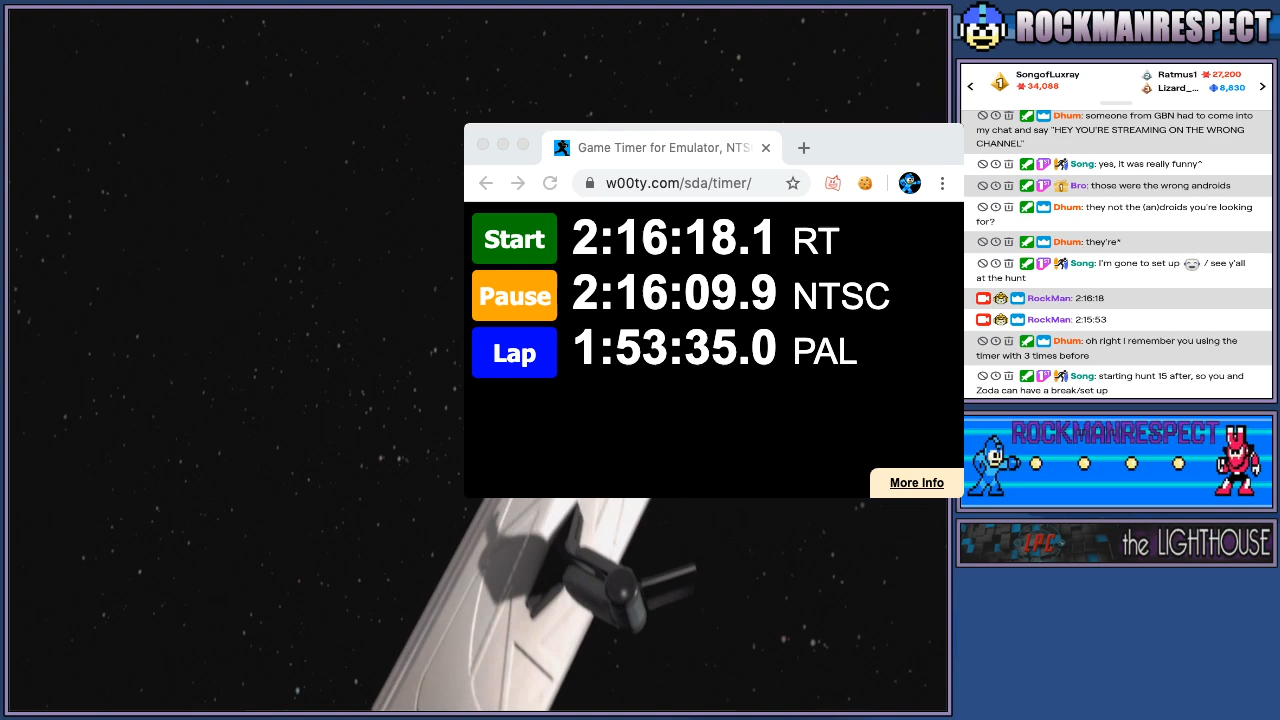 ROCKMANRESPECT
SongofLuxray
34,088
Ratmus1 27,200
Lizard_... 8,830
Dhum: someone from GBN had to come into
my chat and say "HEY YOU'RE STREAMING ON THE WRONG
CHANNEL"
Song: yes, it was really funny^
Bro: those were the wrong androids
Dhum: they not the (an)droids you're looking
for?
Dhum: they're*
Song: I'm gone to set up / see y'all
at the hunt
RockMan: 2:16:18
RockMan: 2:15:53
Dhum: oh right I remember you using the
timer with 3 times before
Song: starting hunt 15 after, so you and
Zoda can have a break/set up
Game Timer for Emulator, NTS
w00ty.com/sda/timer/
Start 2:16:18.1 RT
Pause 2:16:09.9 NTSC
Lap 1:53:35.0 PAL
More Info
ROCKMANRESPECT
LPC the LIGHTHOUSE